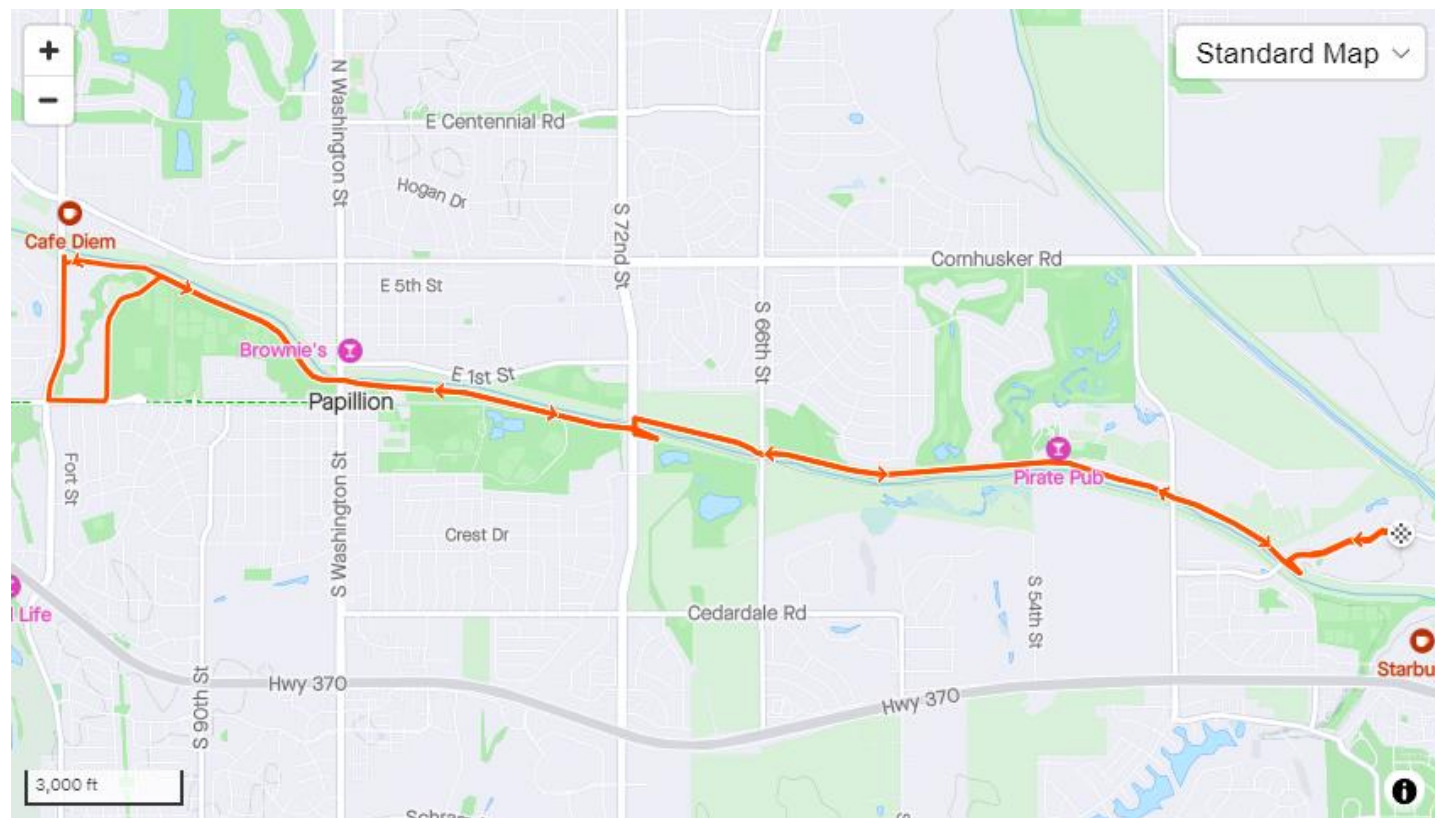 +
−
Standard Map
N Washington St
E Centennial Rd
Hogan Dr
S 72nd St
Cafe Diem
Cornhusker Rd
E 5th St
S 66th St
Brownie's
E 1st St
Papillion
Fort St
S Washington St
Pirate Pub
Crest Dr
S 54th St
l Life
Cedardale Rd
Starbu
S 90th St
Hwy 370
Hwy 370
3,000 ft
i